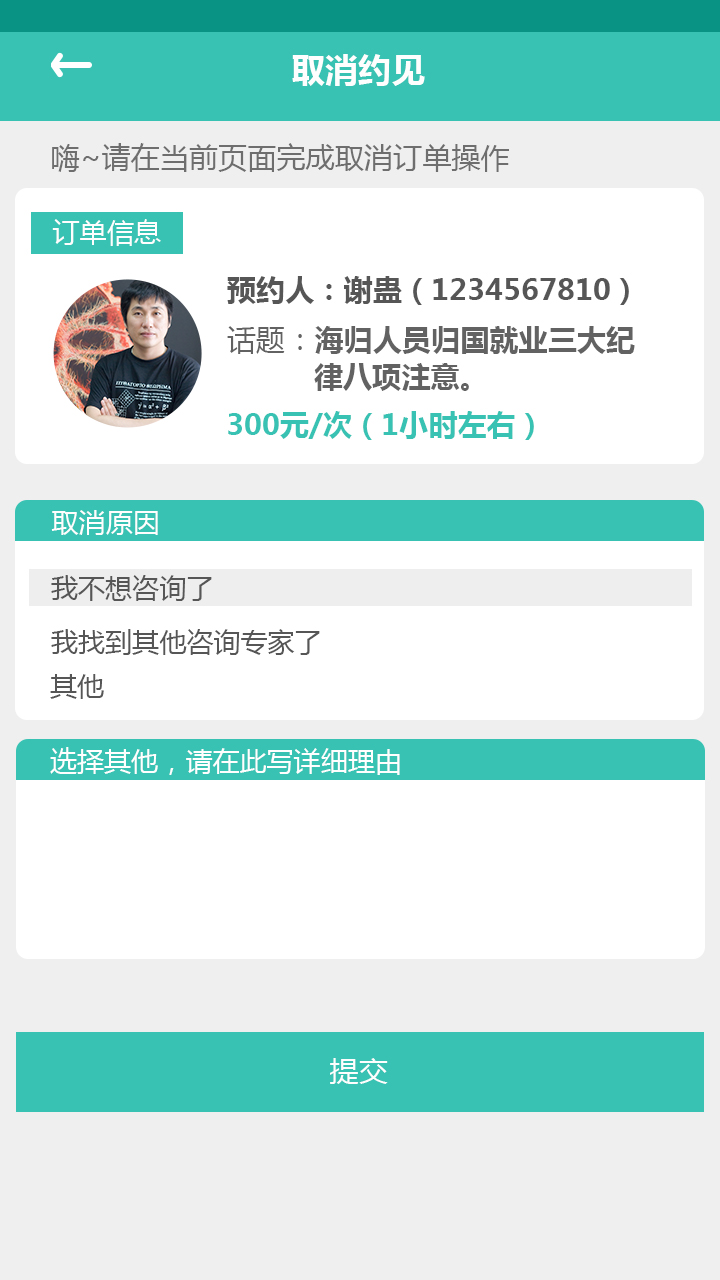 取消约见
嗨~请在当前页面完成取消订单操作
订单信息
预约人：谢蛊（1234567810）
话题：海归人员归国就业三大纪
律八项注意。
300元/次（1小时左右）
取消原因
我不想咨询了
我找到其他咨询专家了
其他
选择其他，请在此写详细理由
提交